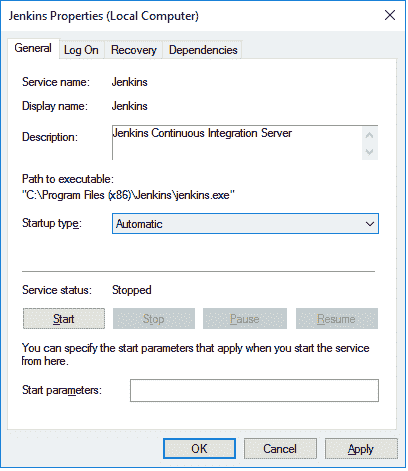 Jenkins Properties (Local Computer)
General Log On Recovery Dependencies
Service name: Jenkins
Display name: Jenkins
Description: Jenkins Continuous Integration Server
Path to executable:
"C:\Program Files (x86)\Jenkins\jenkins.exe"
Startup type: Automatic
Service status: Stopped
Start Stop Pause Resume
You can specify the start parameters that apply when you start the service
from here.
Start parameters:
OK Cancel Apply